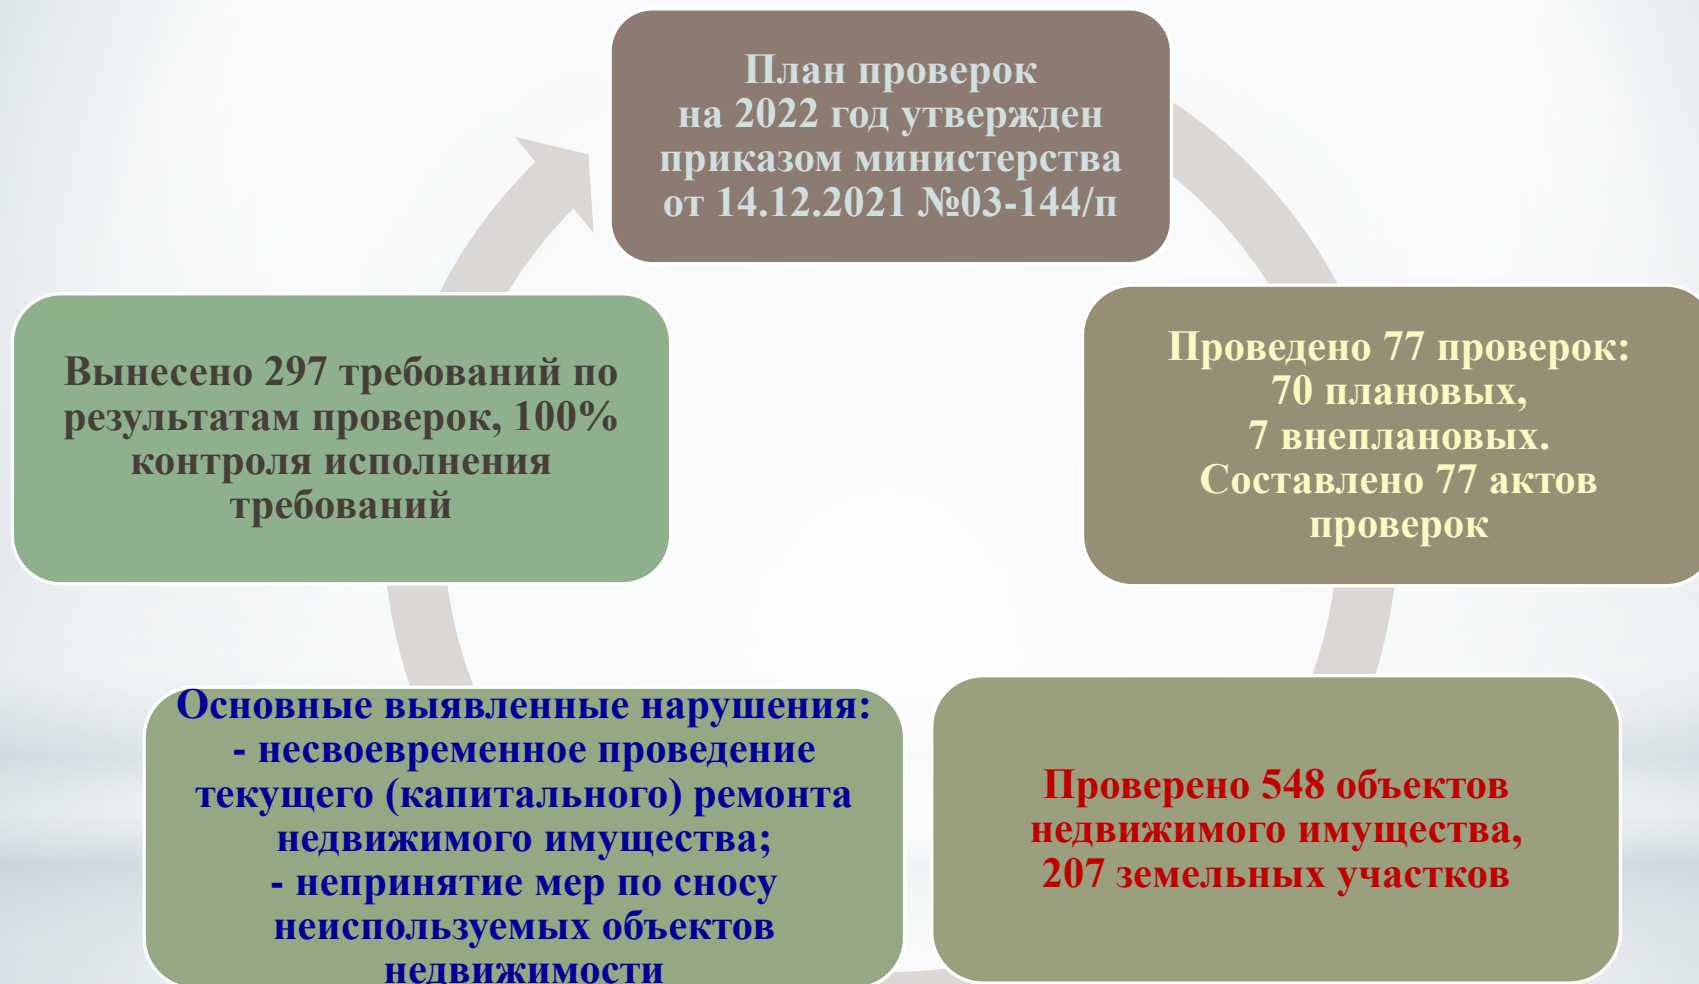 План проверок
на 2022 год утвержден
приказом министерства
от 14.12.2021 №03-144/п
Проведено 77 проверок:
70 плановых,
7 внеплановых.
Составлено 77 актов
проверок
Проверено 548 объектов
недвижимого имущества,
207 земельных участков
Основные выявленные нарушения:
- несвоевременное проведение
текущего (капитального) ремонта
недвижимого имущества;
- непринятие мер по сносу
неиспользуемых объектов
недвижимости
Вынесено 297 требований по
результатам проверок, 100%
контроля исполнения
требований